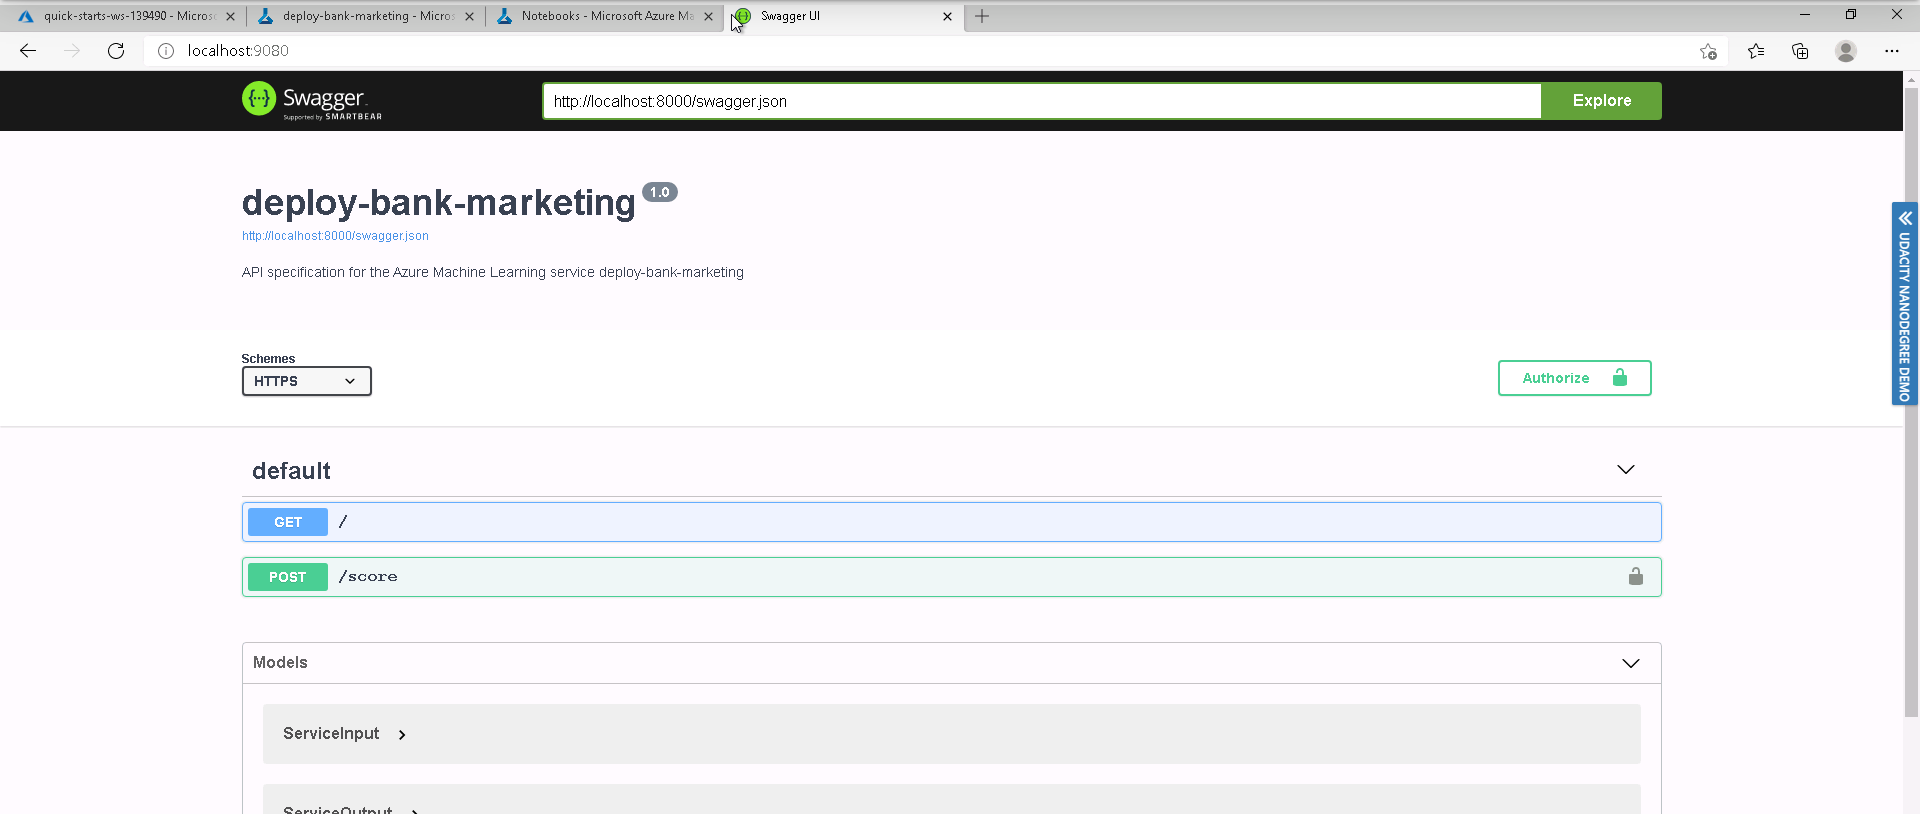 quick-starts-ws-139490 - Micros
deploy-bank-marketing - Micros
Notebooks - Microsoft Azure Ma
Swagger UI
localhost:9080
Swagger
Supported by SMARTBEAR
http://localhost:8000/swagger.json
Explore
deploy-bank-marketing 1.0
http://localhost:8000/swagger.json
API specification for the Azure Machine Learning service deploy-bank-marketing
UDACITY NANODEGREE DEMO
Schemes
HTTPS
Authorize
default
GET /
POST /score
Models
ServiceInput
ServiceOutput